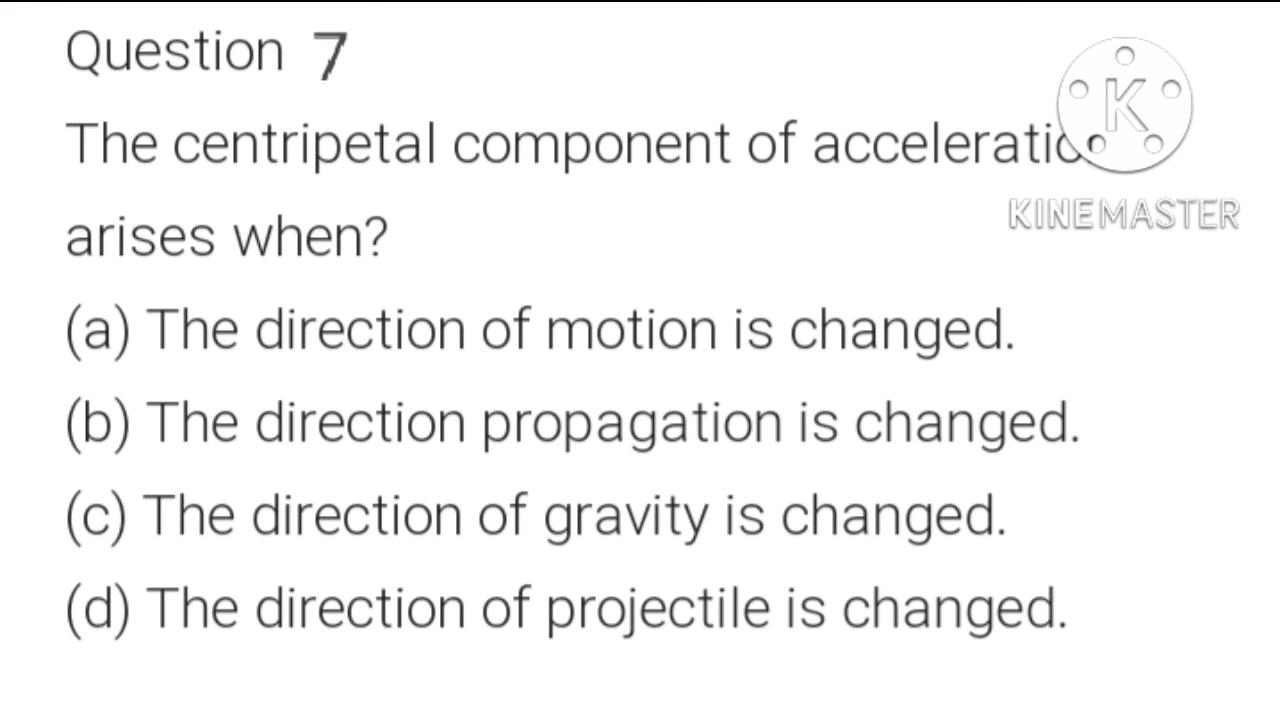 Question 7
The centripetal component of acceleratio
arises when?
(a) The direction of motion is changed.
(b) The direction propagation is changed.
(c) The direction of gravity is changed.
(d) The direction of projectile is changed.
K
KINEMASTER